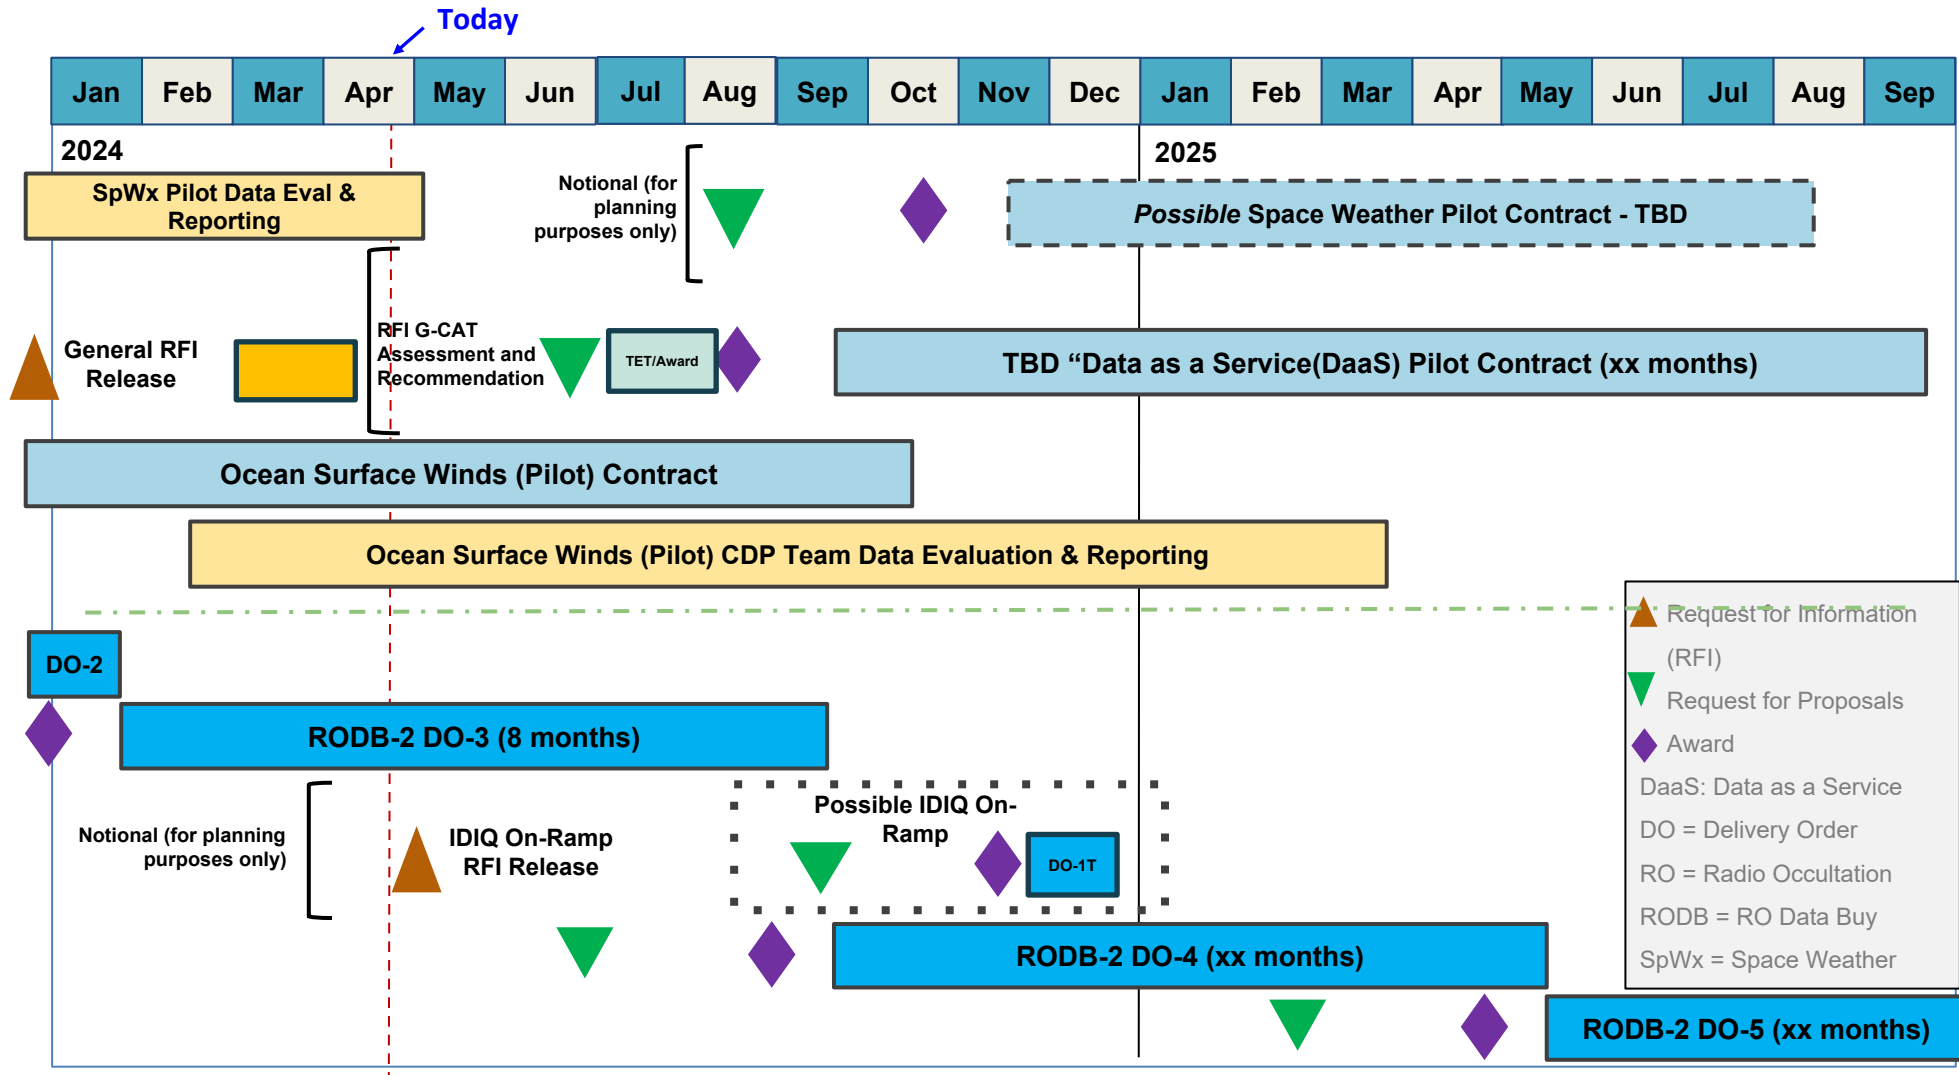 Today
Jan Feb Mar Apr May Jun Jul Aug Sep Oct Nov Dec Jan Feb Mar Apr May Jun Jul Aug Sep
2024
2025
SpWx Pilot Data Eval &
Reporting
Notional (for
planning
purposes only)
Possible Space Weather Pilot Contract - TBD
General RFI
Release
RFI G-CAT
Assessment and
Recommendation
TET/Award
TBD “Data as a Service(DaaS) Pilot Contract (xx months)
Ocean Surface Winds (Pilot) Contract
Ocean Surface Winds (Pilot) CDP Team Data Evaluation & Reporting
DO-2
RODB-2 DO-3 (8 months)
Notional (for planning
purposes only)
IDIQ On-Ramp
RFI Release
Possible IDIQ On-
Ramp
DO-1T
RODB-2 DO-4 (xx months)
RODB-2 DO-5 (xx months)
Request for Information
(RFI)
Request for Proposals
Award
DaaS: Data as a Service
DO = Delivery Order
RO = Radio Occultation
RODB = RO Data Buy
SpWx = Space Weather